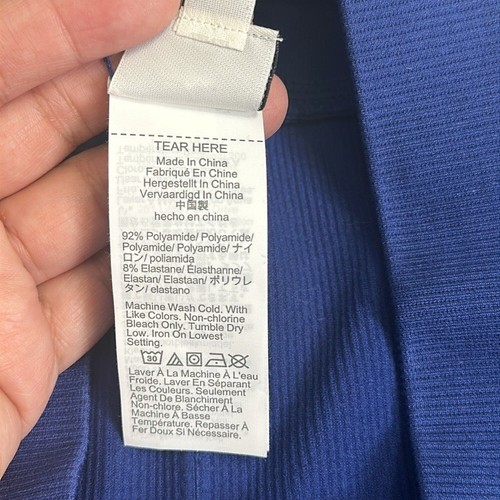 TEAR HERE
Made In China
Fabriqué En Chine
Hergestellt In China
Vervaardigd In China
中国製
hecho en china
92% Polyamide/ Polyamide/
Polyamide/ Polyamide/ ナイ
ロン/ poliamida
8% Elastane/ Élasthanne/
Elastan/ Elastaan/ ポリウレ
タン/ elastano
Machine Wash Cold. With
Like Colors. Non-chlorine
Bleach Only. Tumble Dry
Low. Iron On Lowest
Setting.
30
Laver À La Machine À L'eau
Froide. Laver En Séparant
Les Couleurs. Seulement
Agent De Blanchiment
Non-chlore. Sécher À La
Machine À Basse
Température. Repasser À
Fer Doux Si Nécessaire.